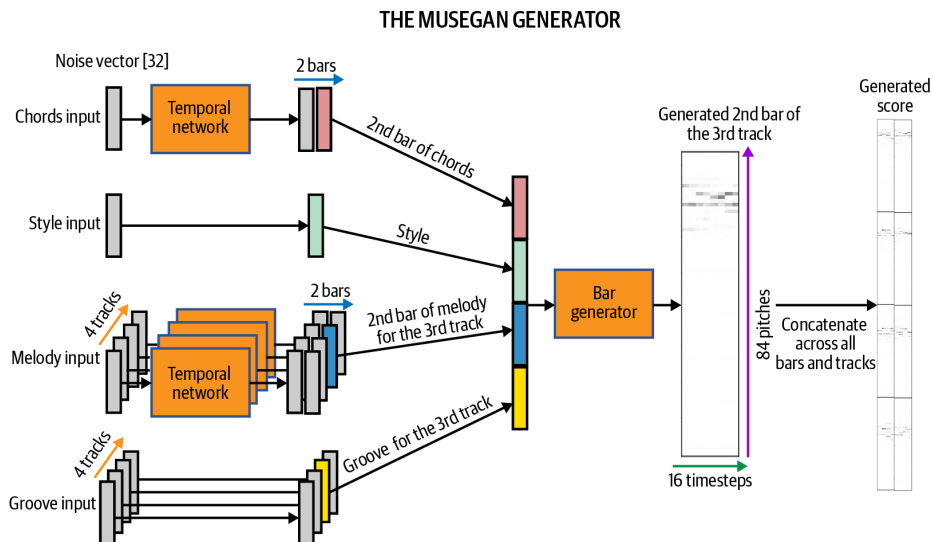 THE MUSEGAN GENERATOR
Noise vector [32]
Chords input
Temporal
network
2 bars
2nd bar of chords
Style input
Style
4 tracks
Melody input
Temporal
network
2 bars
2nd bar of melody
for the 3rd track
4 tracks
Groove input
Groove for the 3rd track
Bar
generator
Generated 2nd bar of
the 3rd track
84 pitches
16 timesteps
Concatenate
across all
bars and tracks
Generated
score